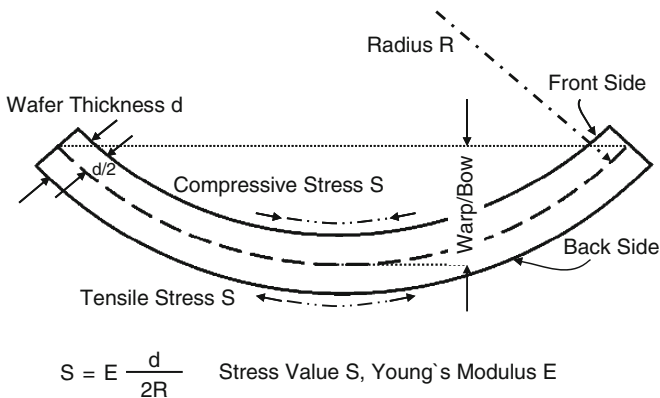 Radius R
Front Side
Wafer Thickness d
d/2
Compressive Stress S
Warp/Bow
Back Side
Tensile Stress S
S = E d/2R Stress Value S, Young`s Modulus E